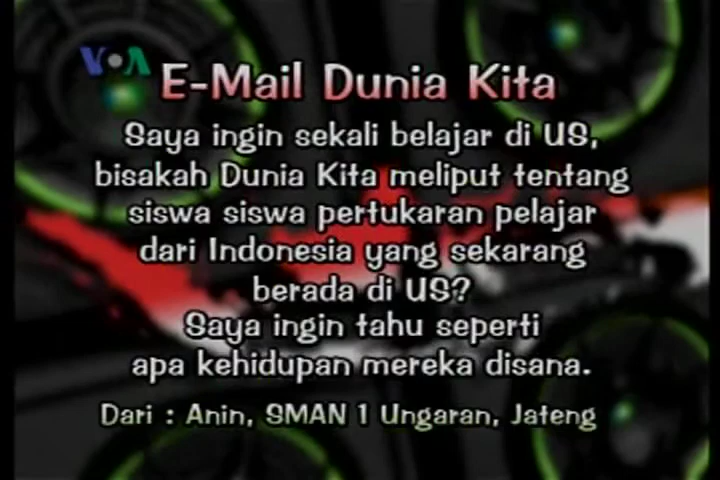 VOA
E-Mail Dunia Kita
Saya ingin sekali belajar di US,
bisakah Dunia Kita meliput tentang
siswa siswa pertukaran pelajar
dari Indonesia yang sekarang
berada di US?
Saya ingin tahu seperti
apa kehidupan mereka disana.
Dari : Anin, SMAN 1 Ungaran, Jateng